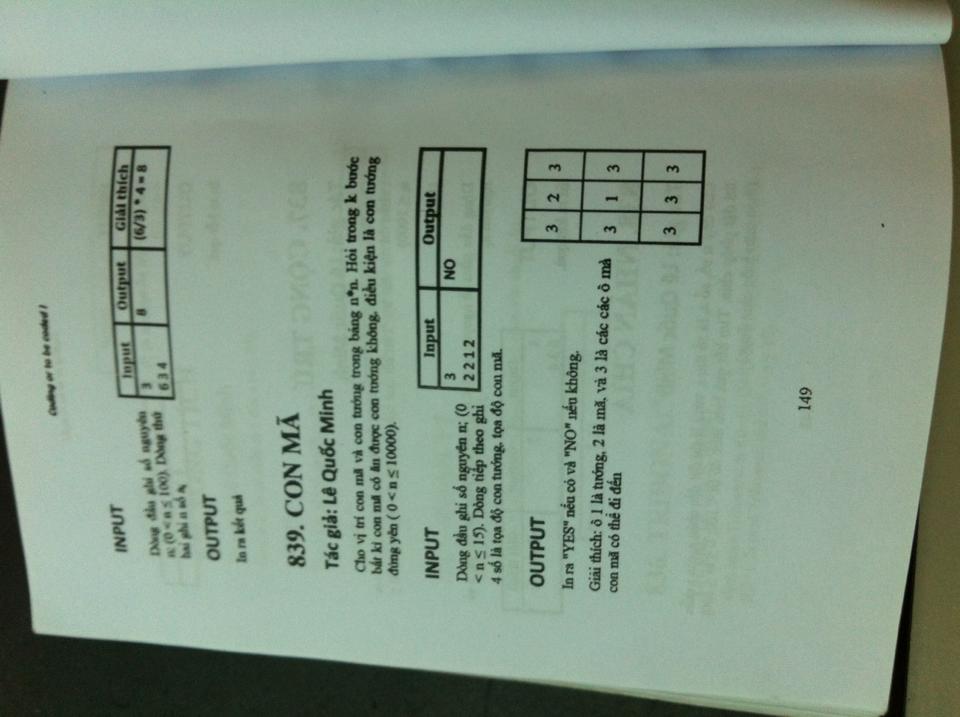 Coding or to be coded !
INPUT
Dòng đầu ghi số nguyên
n; (0 < n ≤ 100). Dòng thứ
hai ghi n số aᵢ
Input Output Giải thích
3 8 (6/3) * 4 = 8
6 3 4
OUTPUT
In ra kết quả
839. CON MÃ
Tác giả: Lê Quốc Minh
Cho vị trí con mã và con tướng trong bảng n*n. Hỏi trong k bước
bất kì con mã có ăn được con tướng không, điều kiện là con tướng
đứng yên ( 0 < n ≤ 10000).
INPUT
Dòng đầu ghi số nguyên n; (0
< n ≤ 15). Dòng tiếp theo ghi
4 số là tọa độ con tướng, tọa độ con mã.
Input Output
3 NO
2 2 1 2
OUTPUT
In ra "YES" nếu có và "NO" nếu không.
Giải thích: ô 1 là tướng, 2 là mã, và 3 là các các ô mà
con mã có thể đi đến
3 2 3
3 1 3
3 3 3
149